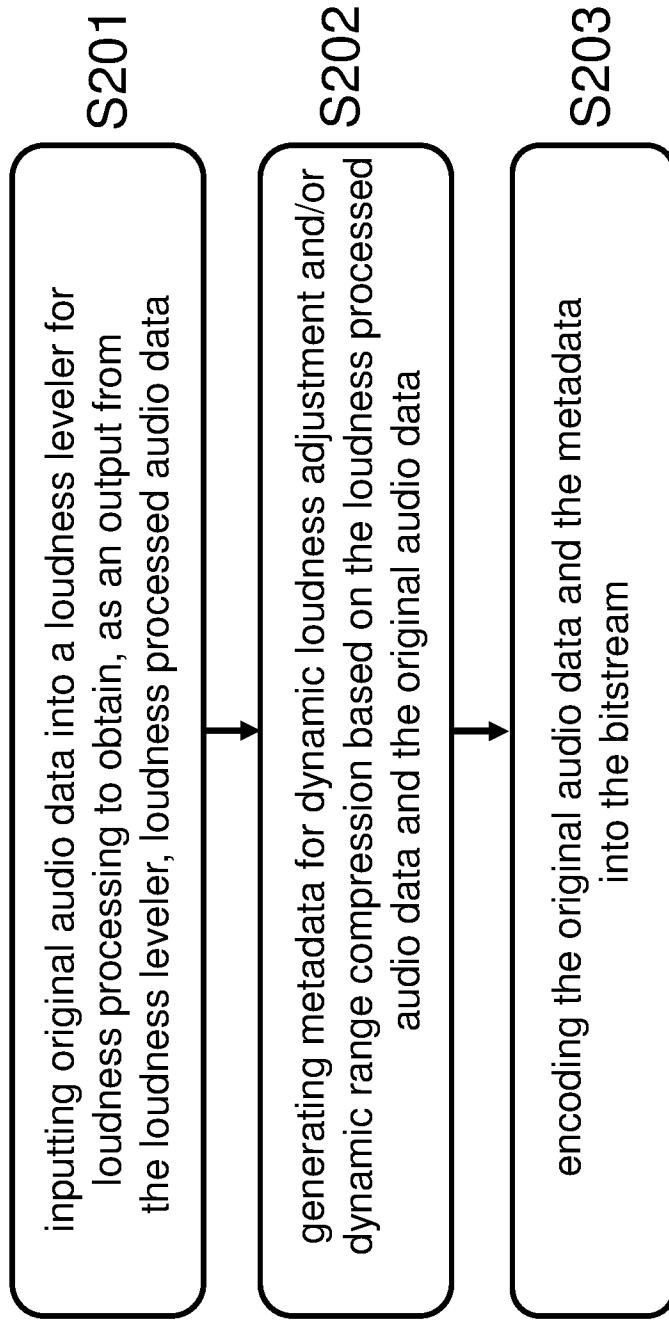 inputting original audio data into a loudness leveler for
loudness processing to obtain, as an output from
the loudness leveler, loudness processed audio data
S201
generating metadata for dynamic loudness adjustment and/or
dynamic range compression based on the loudness processed
audio data and the original audio data
S202
encoding the original audio data and the metadata
into the bitstream
S203